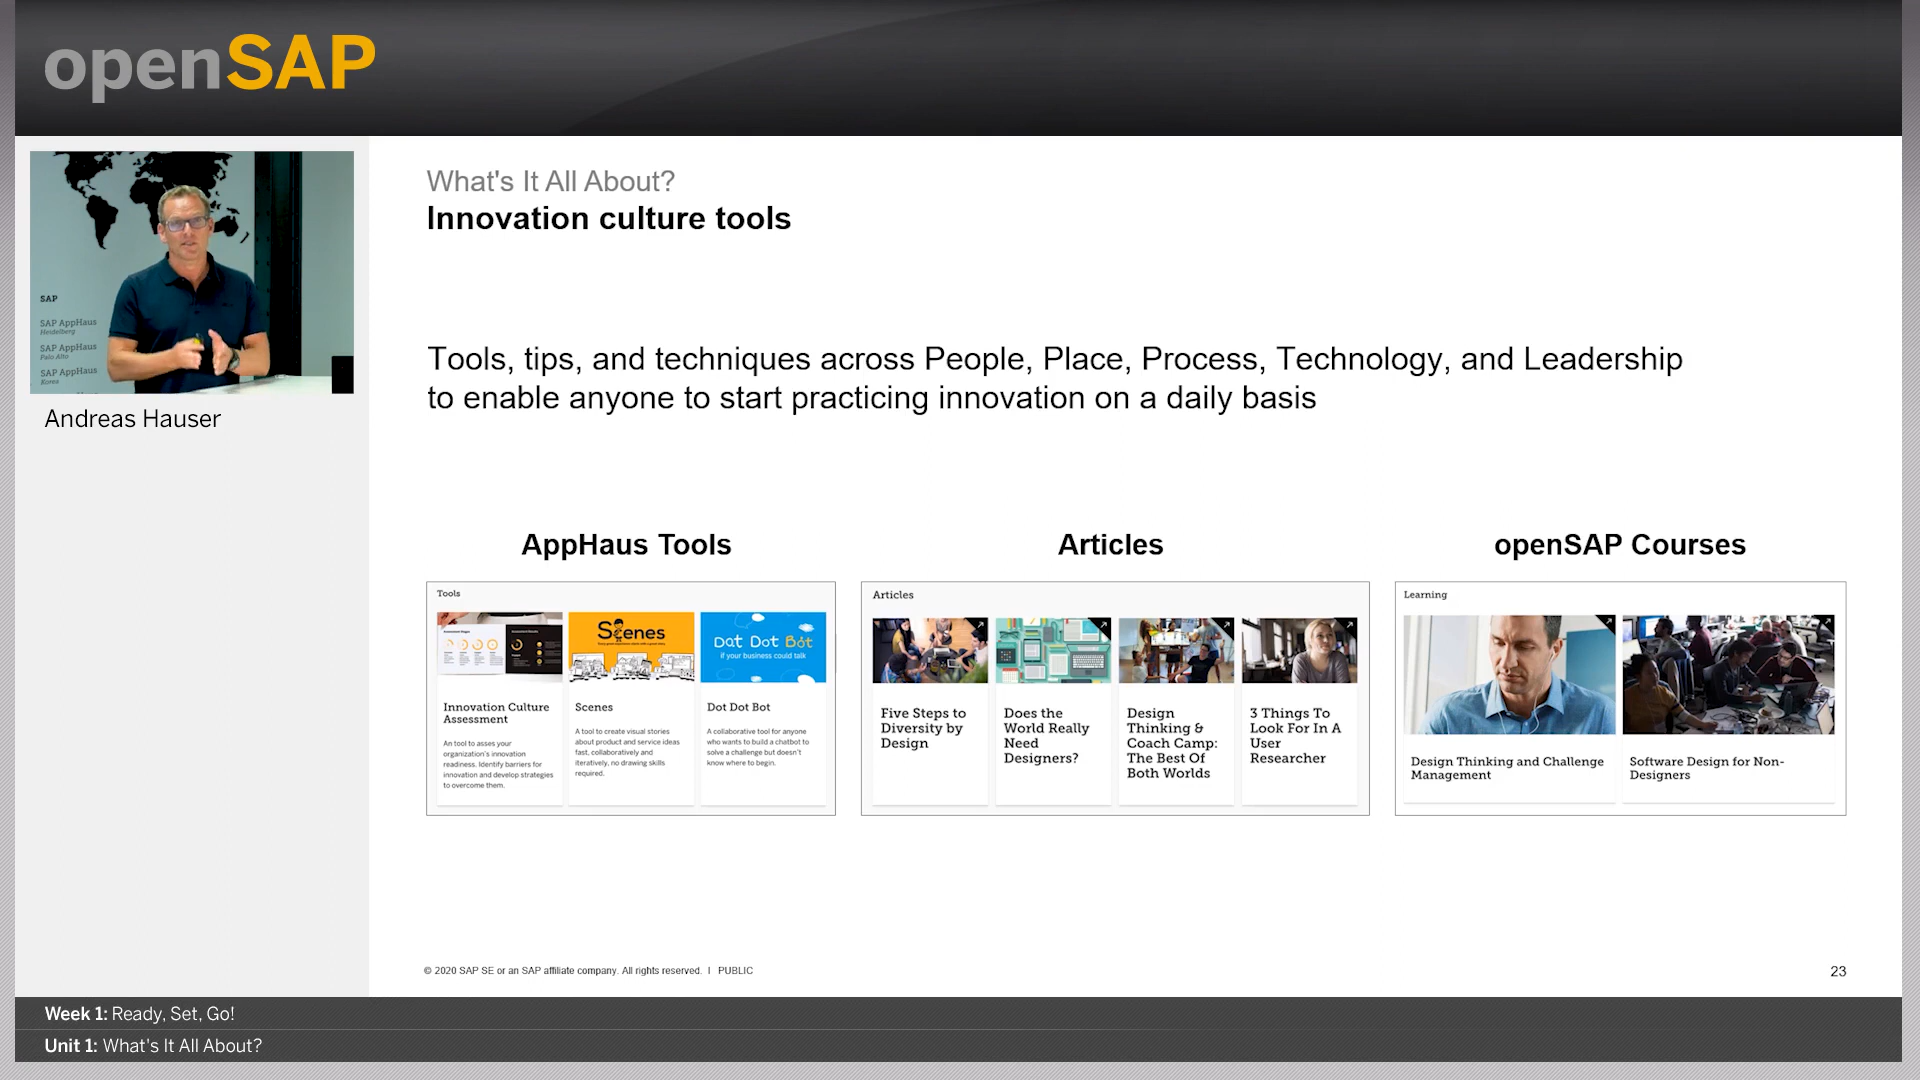 openSAP
SAP
SAP AppHaus
Heidelberg
SAP AppHaus
Palo Alto
SAP AppHaus
Korea
Andreas Hauser
What's It All About?
Innovation culture tools
Tools, tips, and techniques across People, Place, Process, Technology, and Leadership
to enable anyone to start practicing innovation on a daily basis
AppHaus Tools
Tools
Scenes
Dat Dot Bot
if your business could talk
Innovation Culture
Assessment
An tool to asses your
organization's innovation
readiness. Identify barriers for
innovation and develop strategies
to overcome them.
Scenes
A tool to create visual stories
about product and service ideas
fast, collaboratively and
iteratively, no drawing skills
required.
Dot Dot Bot
A collaborative tool for anyone
who wants to build a chatbot to
solve a challenge but doesn't
know where to begin.
Articles
Articles
Five Steps to
Diversity by
Design
Does the
World Really
Need
Designers?
Design
Thinking &
Coach Camp:
The Best Of
Both Worlds
3 Things To
Look For In A
User
Researcher
openSAP Courses
Learning
Design Thinking and Challenge
Management
Software Design for Non-
Designers
© 2020 SAP SE or an SAP affiliate company. All rights reserved. I PUBLIC
23
Week 1: Ready, Set, Go!
Unit 1: What's It All About?